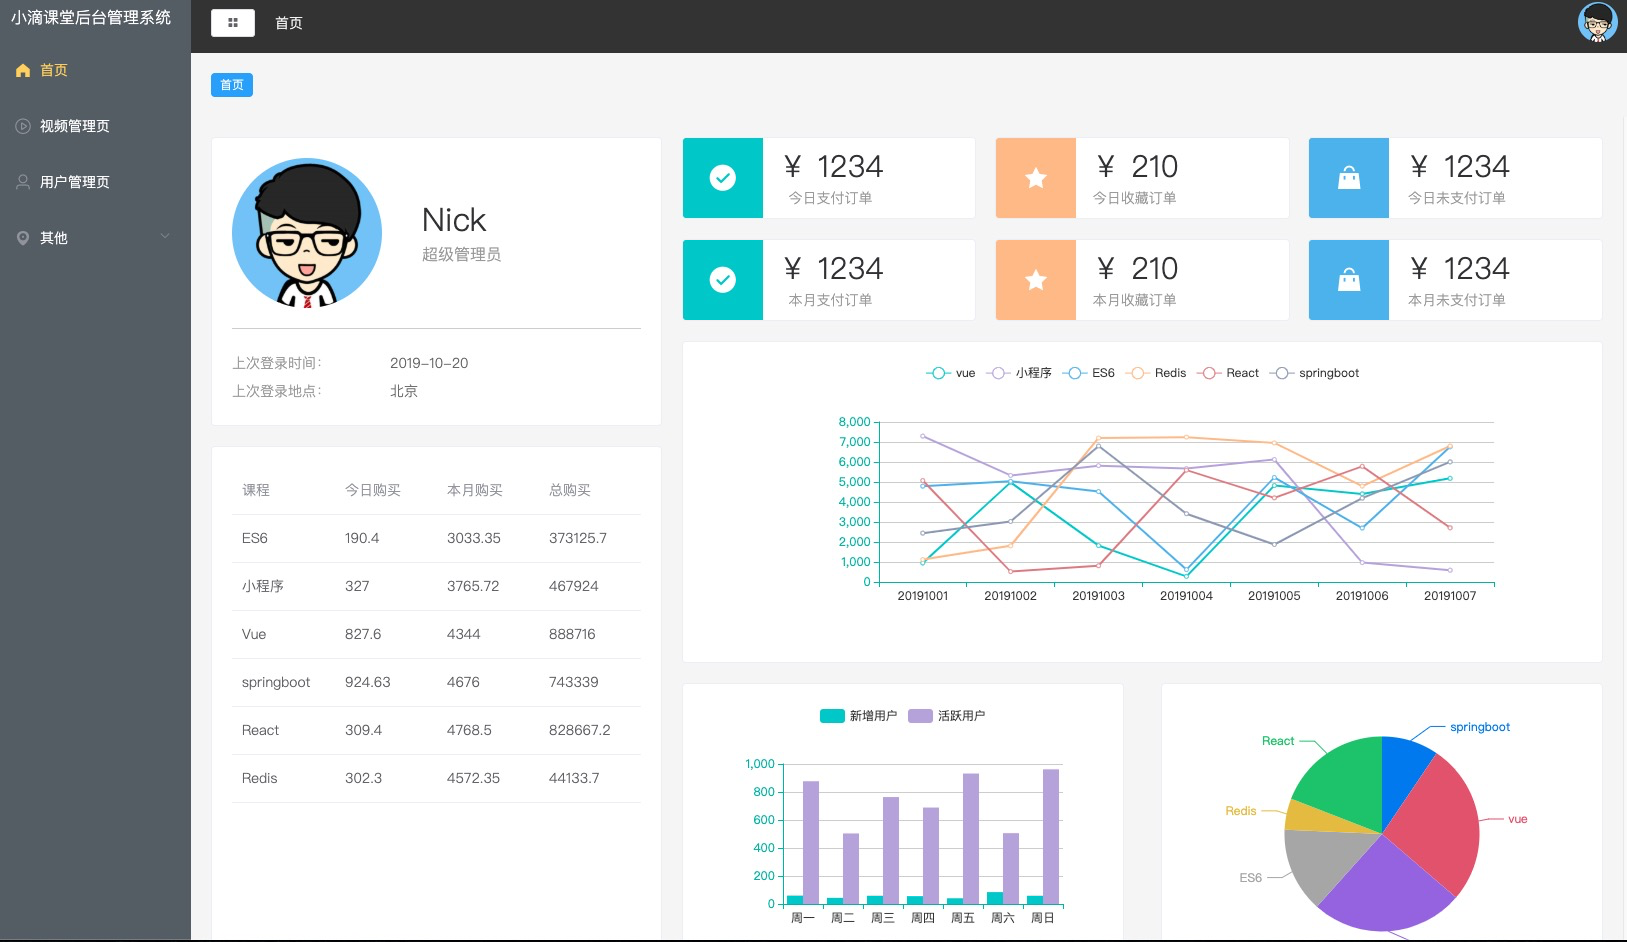 小滴课堂后台管理系统
首页
视频管理页
用户管理页
其他
首页
首页
Nick
超级管理员
上次登录时间：
2019-10-20
上次登录地点：
北京
¥ 1234
今日支付订单
¥ 210
今日收藏订单
¥ 1234
今日未支付订单
¥ 1234
本月支付订单
¥ 210
本月收藏订单
¥ 1234
本月未支付订单
课程 今日购买 本月购买 总购买
ES6 190.4 3033.35 373125.7
小程序 327 3765.72 467924
Vue 827.6 4344 888716
springboot 924.63 4676 743339
React 309.4 4768.5 828667.2
Redis 302.3 4572.35 44133.7
vue 小程序 ES6 Redis React springboot
8,000
7,000
6,000
5,000
4,000
3,000
2,000
1,000
0
20191001 20191002 20191003 20191004 20191005 20191006 20191007
新增用户 活跃用户
1,000
800
600
400
200
0
周一 周二 周三 周四 周五 周六 周日
springboot
React
Redis
vue
ES6